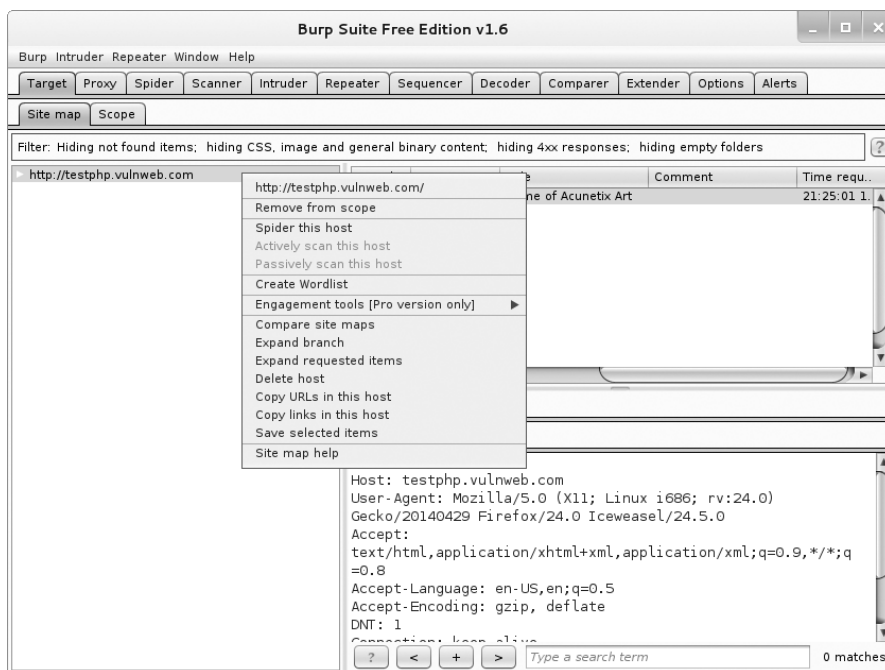 Burp Suite Free Edition v1.6
Burp Intruder Repeater Window Help
Target Proxy Spider Scanner Intruder Repeater Sequencer Decoder Comparer Extender Options Alerts
Site map Scope
Filter: Hiding not found items; hiding CSS, image and general binary content; hiding 4xx responses; hiding empty folders ?
http://testphp.vulnweb.com
Comment Time requ..
of Acunetix Art 21:25:01 1.
http://testphp.vulnweb.com/
Remove from scope
Spider this host
Actively scan this host
Passively scan this host
Create Wordlist
Engagement tools [Pro version only]
Compare site maps
Expand branch
Expand requested items
Delete host
Copy URLs in this host
Copy links in this host
Save selected items
Site map help
Host: testphp.vulnweb.com
User-Agent: Mozilla/5.0 (X11; Linux i686; rv:24.0)
Gecko/20140429 Firefox/24.0 Iceweasel/24.5.0
Accept:
text/html,application/xhtml+xml,application/xml;q=0.9,*/*;q
=0.8
Accept-Language: en-US,en;q=0.5
Accept-Encoding: gzip, deflate
DNT: 1
Connection: keep-alive
? < + > Type a search term 0 matches